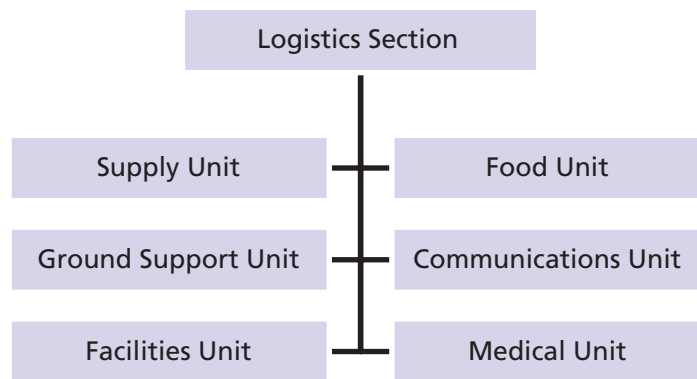 Logistics Section
Supply Unit
Food Unit
Ground Support Unit
Communications Unit
Facilities Unit
Medical Unit